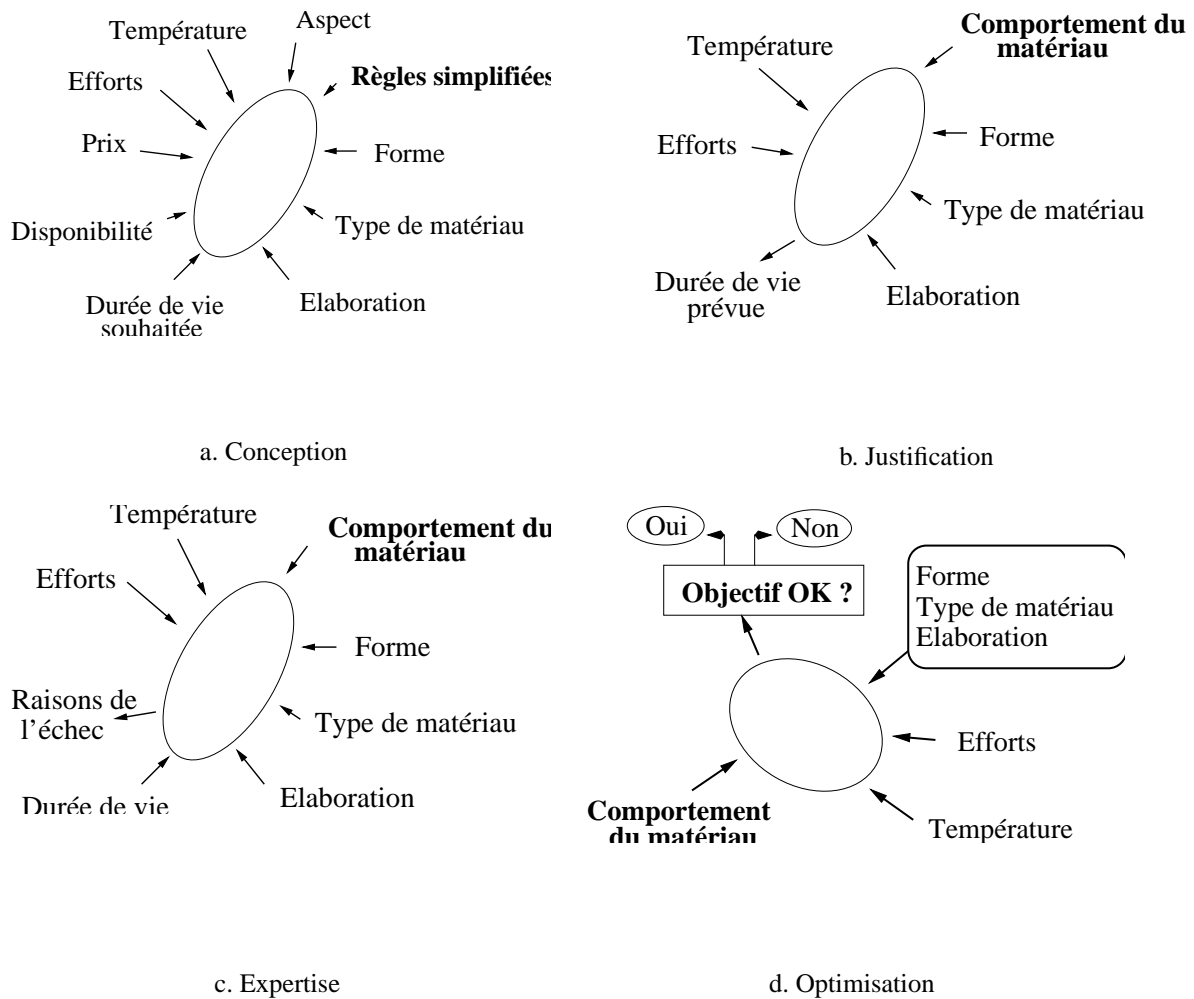 Aspect
Température
Efforts
Règles simplifiées
Prix
Forme
Disponibilité
Type de matériau
Durée de vie
souhaitée
Elaboration
a. Conception
Comportement du
matériau
Température
Efforts
Forme
Type de matériau
Durée de vie
prévue
Elaboration
b. Justification
Température
Comportement du
matériau
Efforts
Forme
Raisons de
l'échec
Type de matériau
Durée de vie
Elaboration
c. Expertise
Oui
Non
Objectif OK ?
Forme
Type de matériau
Elaboration
Efforts
Comportement
du matériau
Température
d. Optimisation